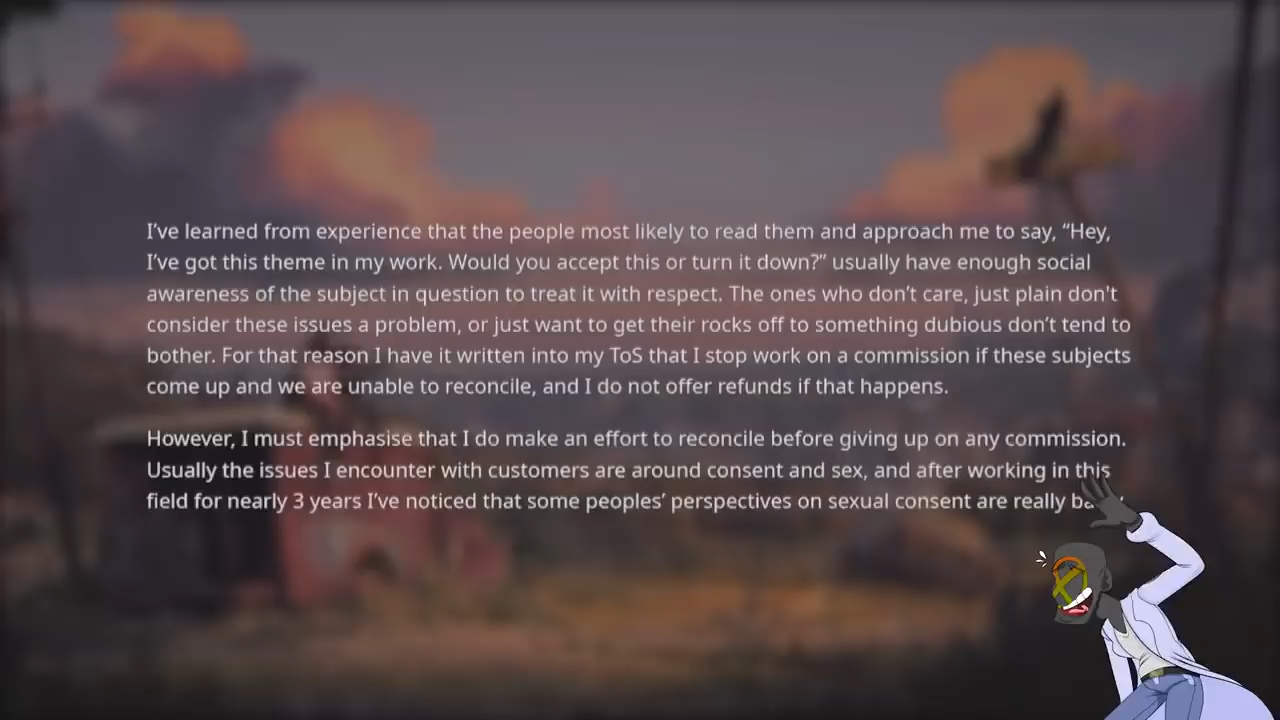 I’ve learned from experience that the people most likely to read them and approach me to say, “Hey,
I’ve got this theme in my work. Would you accept this or turn it down?” usually have enough social
awareness of the subject in question to treat it with respect. The ones who don’t care, just plain don't
consider these issues a problem, or just want to get their rocks off to something dubious don’t tend to
bother. For that reason I have it written into my ToS that I stop work on a commission if these subjects
come up and we are unable to reconcile, and I do not offer refunds if that happens.
However, I must emphasise that I do make an effort to reconcile before giving up on any commission.
Usually the issues I encounter with customers are around consent and sex, and after working in this
field for nearly 3 years I’ve noticed that some peoples’ perspectives on sexual consent are really